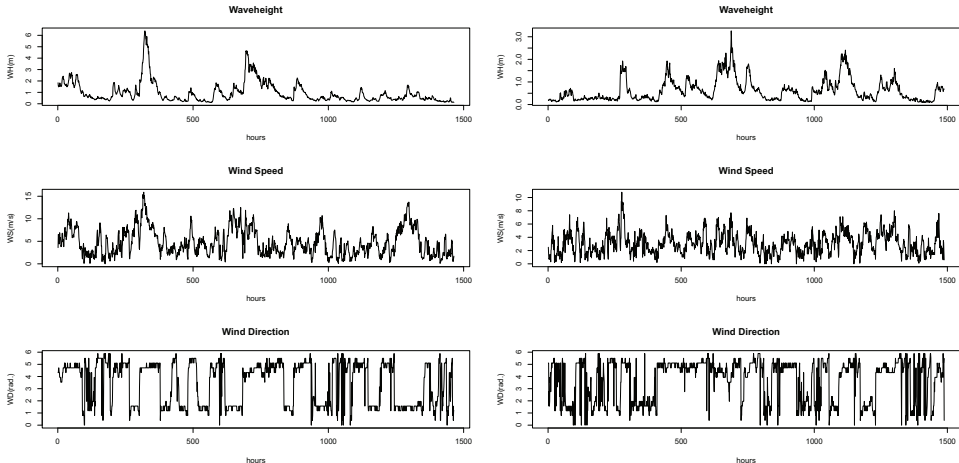 Waveheight
WH(m)
0 1 2 3 4 5 6
0 500 1000 1500
hours
Wind Speed
WS(m/s)
0 5 10 15
0 500 1000 1500
hours
Wind Direction
WD(rad.)
0 1 2 3 4 5 6
0 500 1000 1500
hours
Waveheight
WH(m)
0.0 1.0 2.0 3.0
0 500 1000 1500
hours
Wind Speed
WS(m/s)
0 2 4 6 8 10
0 500 1000 1500
hours
Wind Direction
WD(rad.)
0 1 2 3 4 5 6
0 500 1000 1500
hours